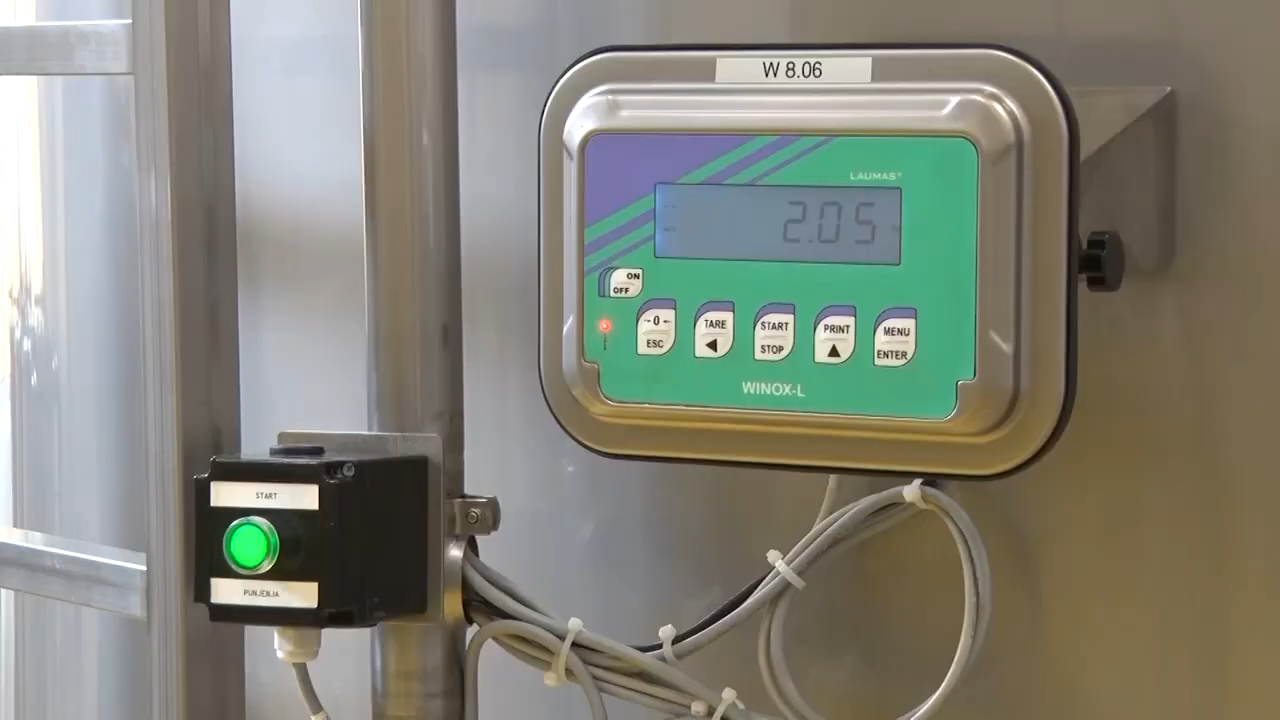 W 8.06
LAUMAS®
2.05
ON
OFF
→0←
ESC
TARE
START
STOP
PRINT
MENU
ENTER
WINOX-L
START
PUNJENJA